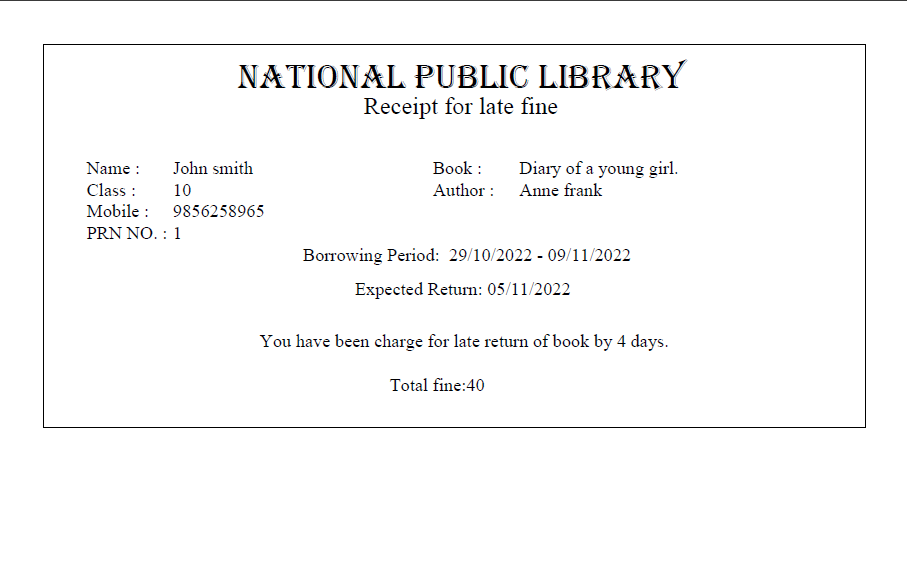 NATIONAL PUBLIC LIBRARY
Receipt for late fine
Name : John smith Book : Diary of a young girl.
Class : 10 Author : Anne frank
Mobile : 9856258965
PRN NO. : 1
Borrowing Period: 29/10/2022 - 09/11/2022
Expected Return: 05/11/2022
You have been charge for late return of book by 4 days.
Total fine:40